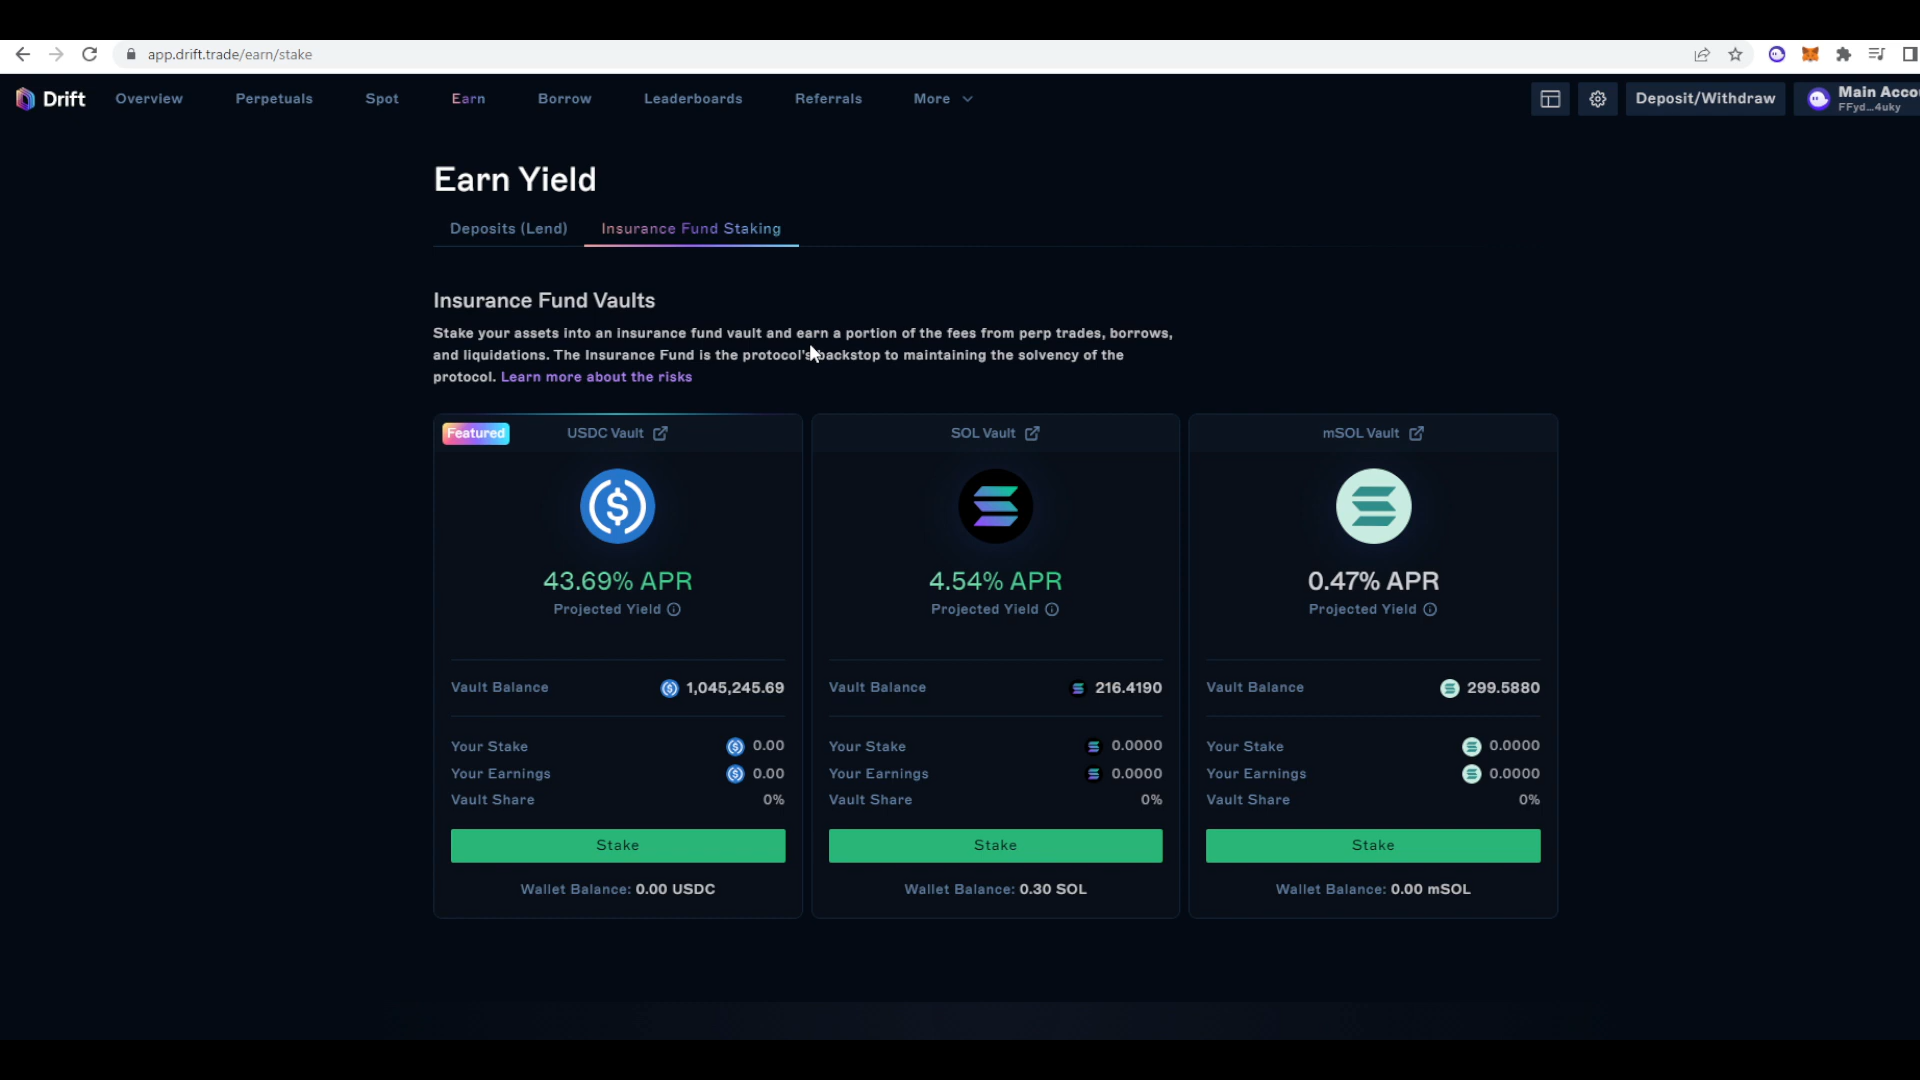 app.drift.trade/earn/stake
Drift Overview Perpetuals Spot Earn Borrow Leaderboards Referrals More Deposit/Withdraw Main Acco
FFyd...4uky
Earn Yield
Deposits (Lend) Insurance Fund Staking
Insurance Fund Vaults
Stake your assets into an insurance fund vault and earn a portion of the fees from perp trades, borrows,
and liquidations. The Insurance Fund is the protocol's backstop to maintaining the solvency of the
protocol. Learn more about the risks
Featured USDC Vault
43.69% APR
Projected Yield
Vault Balance 1,045,245.69
Your Stake 0.00
Your Earnings 0.00
Vault Share 0%
Stake
Wallet Balance: 0.00 USDC
SOL Vault
4.54% APR
Projected Yield
Vault Balance 216.4190
Your Stake 0.0000
Your Earnings 0.0000
Vault Share 0%
Stake
Wallet Balance: 0.30 SOL
mSOL Vault
0.47% APR
Projected Yield
Vault Balance 299.5880
Your Stake 0.0000
Your Earnings 0.0000
Vault Share 0%
Stake
Wallet Balance: 0.00 mSOL